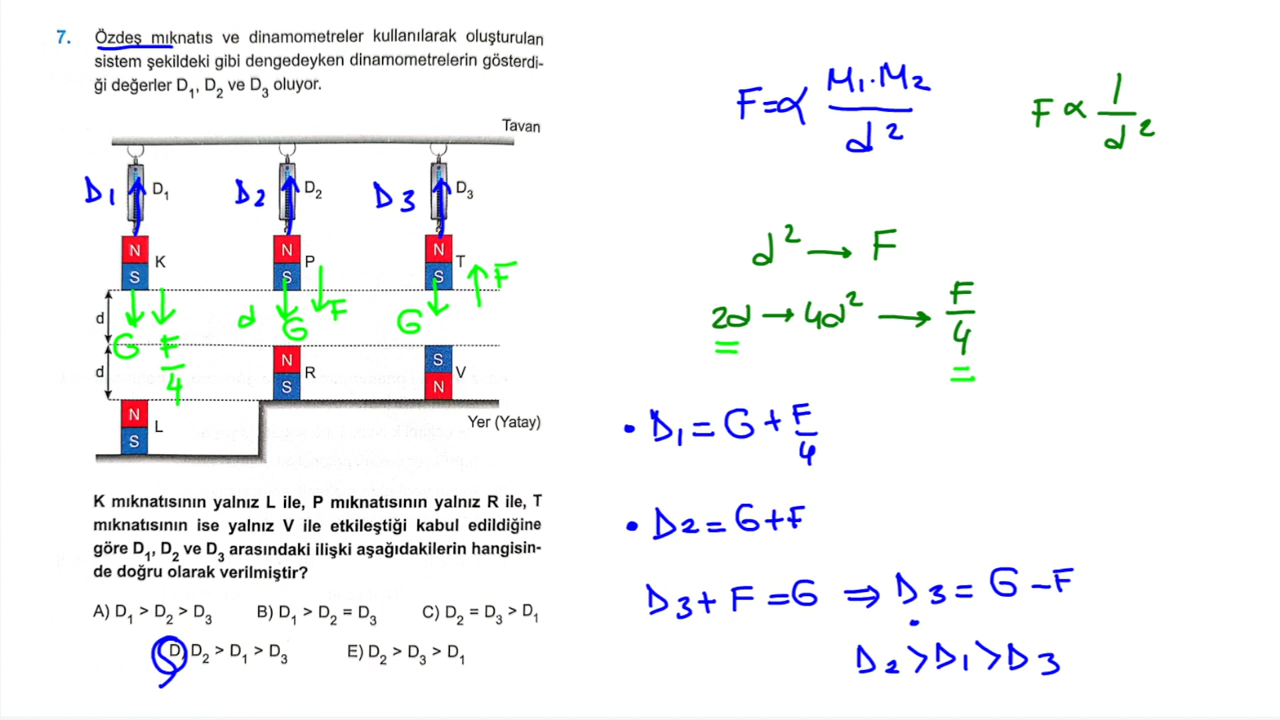 7. Özdeş mıknatıs ve dinamometreler kullanılarak oluşturulan
sistem şekildeki gibi dengedeyken dinamometrelerin gösterdi-
ği değerler D₁, D₂ ve D₃ oluyor.
Tavan
D1 D₁ D2 D₂ D3 D₃
N K N P N T
S S S
F
d G F/4 d G F G
d N R S V
S N
N L
S
Yer (Yatay)
K mıknatısının yalnız L ile, P mıknatısının yalnız R ile, T
mıknatısının ise yalnız V ile etkileştiği kabul edildiğine
göre D₁, D₂ ve D₃ arasındaki ilişki aşağıdakilerin hangisin-
de doğru olarak verilmiştir?
A) D₁ > D₂ > D₃ B) D₁ > D₂ = D₃ C) D₂ = D₃ > D₁
D) D₂ > D₁ > D₃ E) D₂ > D₃ > D₁
F=∝ M₁.M₂/d²
F ∝ 1/d²
d² → F
2d → 4d² → F/4
• D₁ = G + F/4
• D₂ = G+F
D₃ + F = G ⇒ D₃ = G - F
D₂ > D₁ > D₃